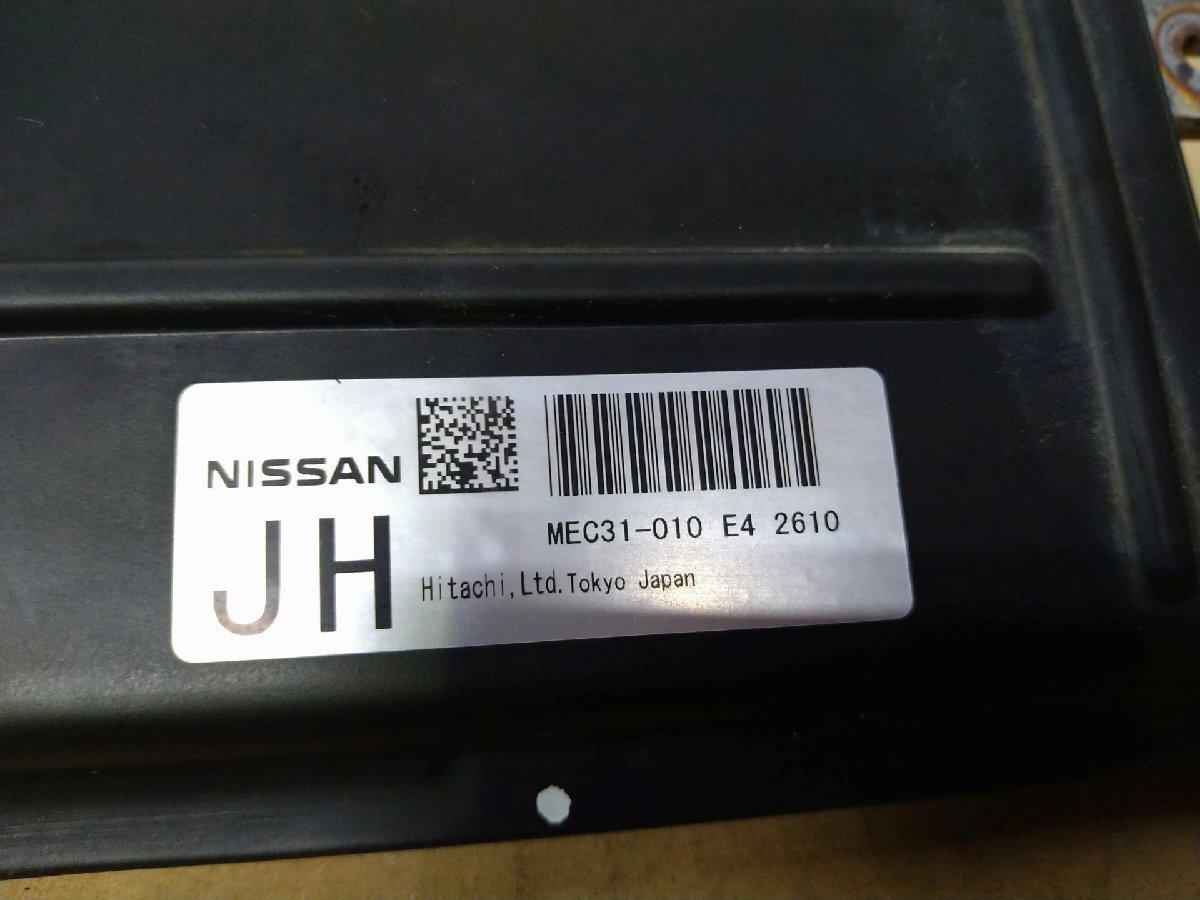 NISSAN
JH
MEC31-010 E4 2610
Hitachi,Ltd.Tokyo Japan